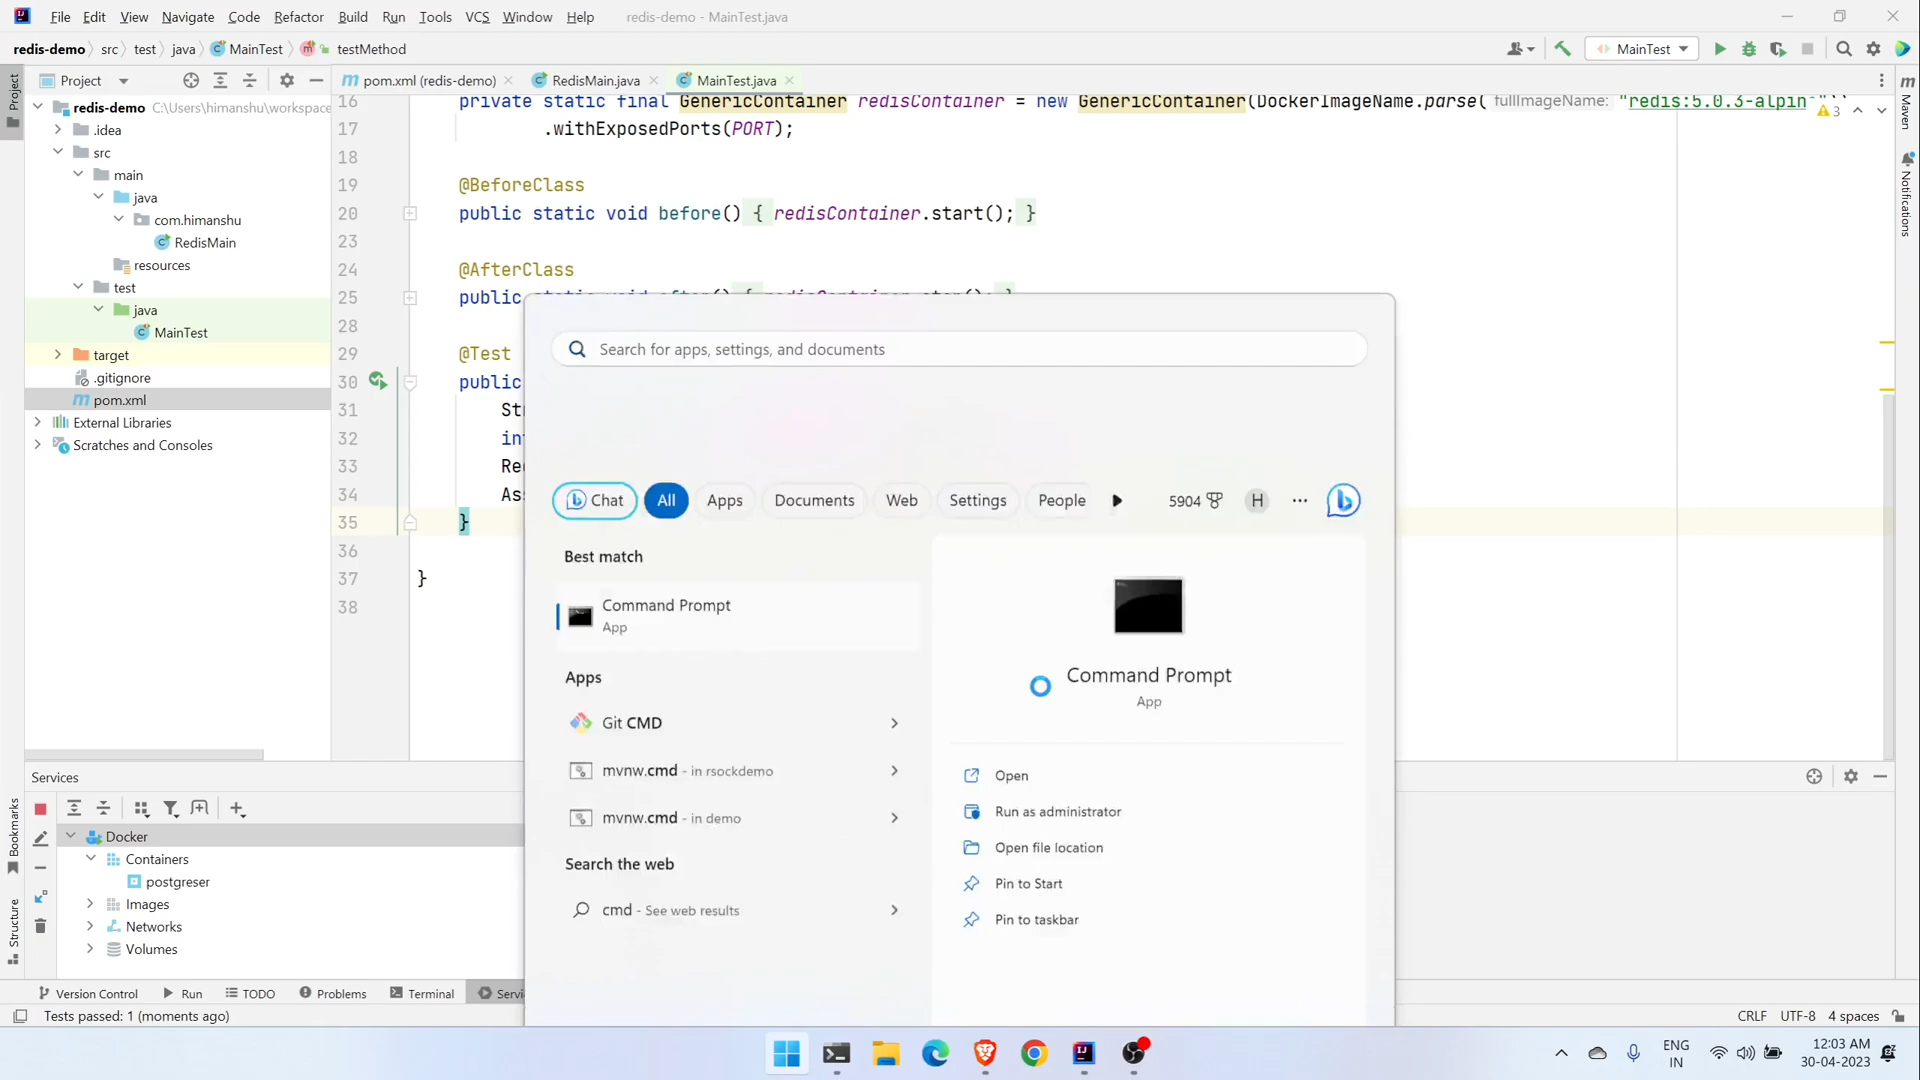 File Edit View Navigate Code Refactor Build Run Tools VCS Window Help redis-demo - MainTest.java
redis-demo src test java MainTest testMethod MainTest
Project
pom.xml (redis-demo) RedisMain.java MainTest.java
redis-demo C:\Users\himanshu\workspace
.idea
src
main
java
com.himanshu
RedisMain
resources
test
java
MainTest
target
.gitignore
pom.xml
External Libraries
Scratches and Consoles
16 private static final GenericContainer redisContainer = new GenericContainer(DockerImageName.parse( fullImageName: "redis:5.0.3-alpin
3
17 .withExposedPorts(PORT);
18
19 @BeforeClass
20 public static void before() { redisContainer.start(); }
23
24 @AfterClass
25 public
28
29 @Test
30 public
31 St
32 in
33 Re
34 As
35 }
36
37 }
38
Search for apps, settings, and documents
Chat All Apps Documents Web Settings People 5904 H
Best match
Command Prompt
App
Apps
Git CMD
mvnw.cmd - in rsockdemo
mvnw.cmd - in demo
Search the web
cmd - See web results
Command Prompt
App
Open
Run as administrator
Open file location
Pin to Start
Pin to taskbar
Services
Docker
Containers
postgreser
Images
Networks
Volumes
Project
Bookmarks
Structure
Maven
Notifications
Version Control Run TODO Problems Terminal Servi
Tests passed: 1 (moments ago) CRLF UTF-8 4 spaces
ENG
IN
12:03 AM
30-04-2023